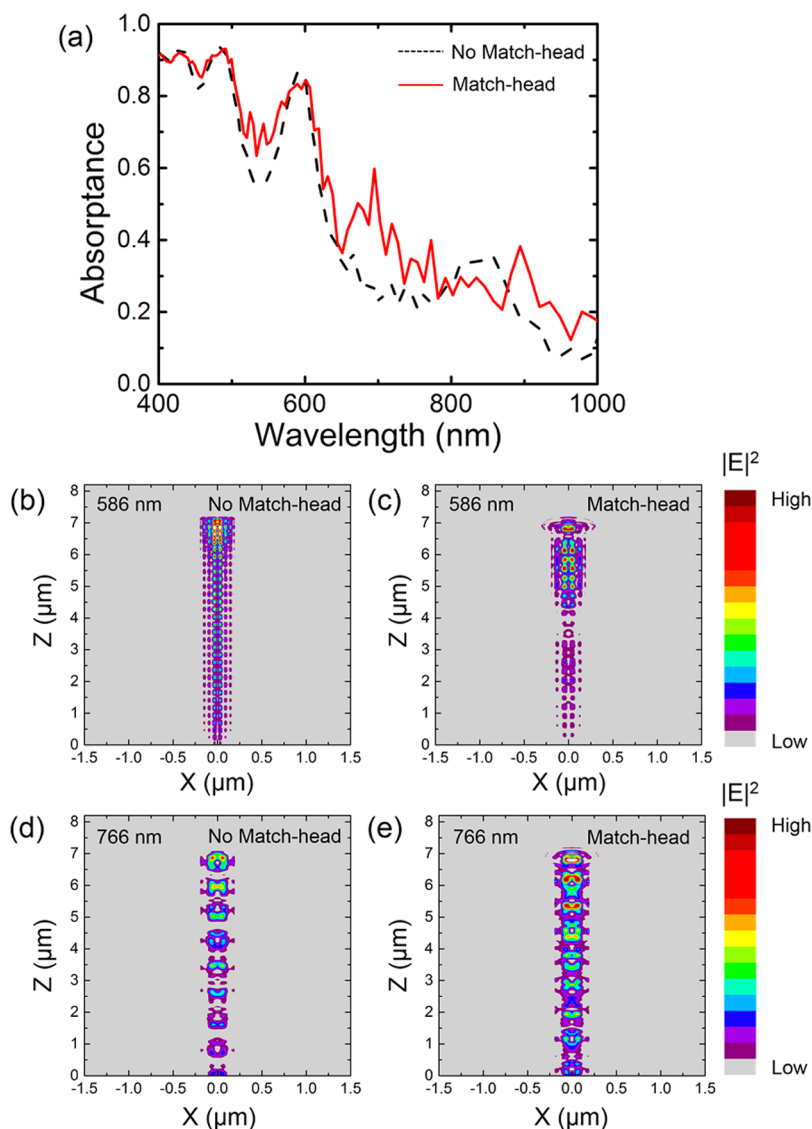 (a)
Absorptance
1.0
0.8
0.6
0.4
0.2
0.0
No Match-head
Match-head
400 600 800 1000
Wavelength (nm)
(b)
586 nm No Match-head
Z (µm)
8
7
6
5
4
3
2
1
0
-1.5 -1.0 -0.5 0.0 0.5 1.0 1.5
X (µm)
(c)
586 nm Match-head
Z (µm)
8
7
6
5
4
3
2
1
0
-1.5 -1.0 -0.5 0.0 0.5 1.0 1.5
X (µm)
|E|²
High
Low
(d)
766 nm No Match-head
Z (µm)
8
7
6
5
4
3
2
1
0
-1.5 -1.0 -0.5 0.0 0.5 1.0 1.5
X (µm)
(e)
766 nm Match-head
Z (µm)
8
7
6
5
4
3
2
1
0
-1.5 -1.0 -0.5 0.0 0.5 1.0 1.5
X (µm)
|E|²
High
Low